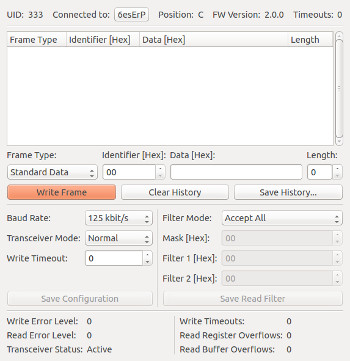 UID: 333 Connected to: 6esErP Position: C FW Version: 2.0.0 Timeouts: 0
Frame Type Identifier [Hex] Data [Hex] Length
Frame Type: Identifier [Hex]: Data [Hex]: Length:
Standard Data 00 0
Write Frame Clear History Save History...
Baud Rate: 125 kbit/s Filter Mode: Accept All
Transceiver Mode: Normal Mask [Hex]: 00
Write Timeout: 0 Filter 1 [Hex]: 00
Filter 2 [Hex]: 00
Save Configuration Save Read Filter
Write Error Level: 0 Write Timeouts: 0
Read Error Level: 0 Read Register Overflows: 0
Transceiver Status: Active Read Buffer Overflows: 0